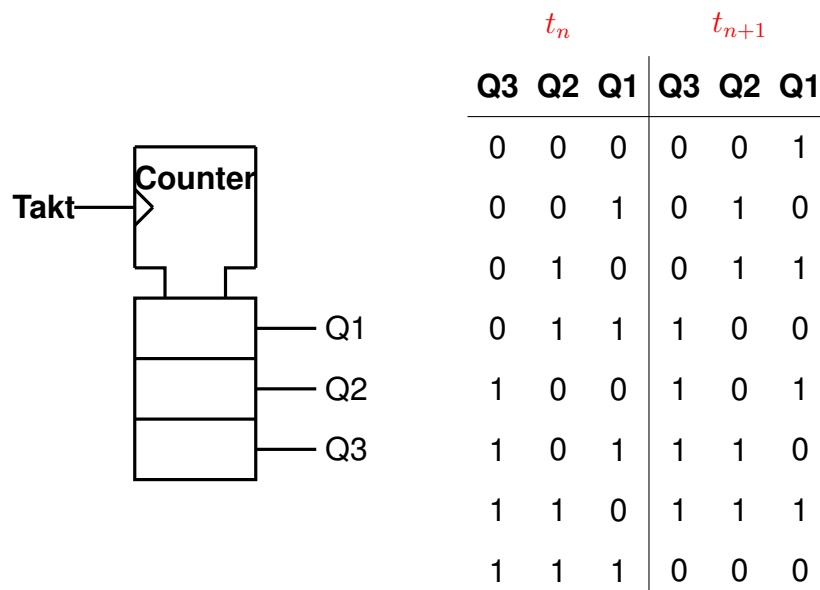 Counter
Takt
Q1
Q2
Q3
t_n t_{n+1}
Q3 Q2 Q1 Q3 Q2 Q1
0 0 0 0 0 1
0 0 1 0 1 0
0 1 0 0 1 1
0 1 1 1 0 0
1 0 0 1 0 1
1 0 1 1 1 0
1 1 0 1 1 1
1 1 1 0 0 0